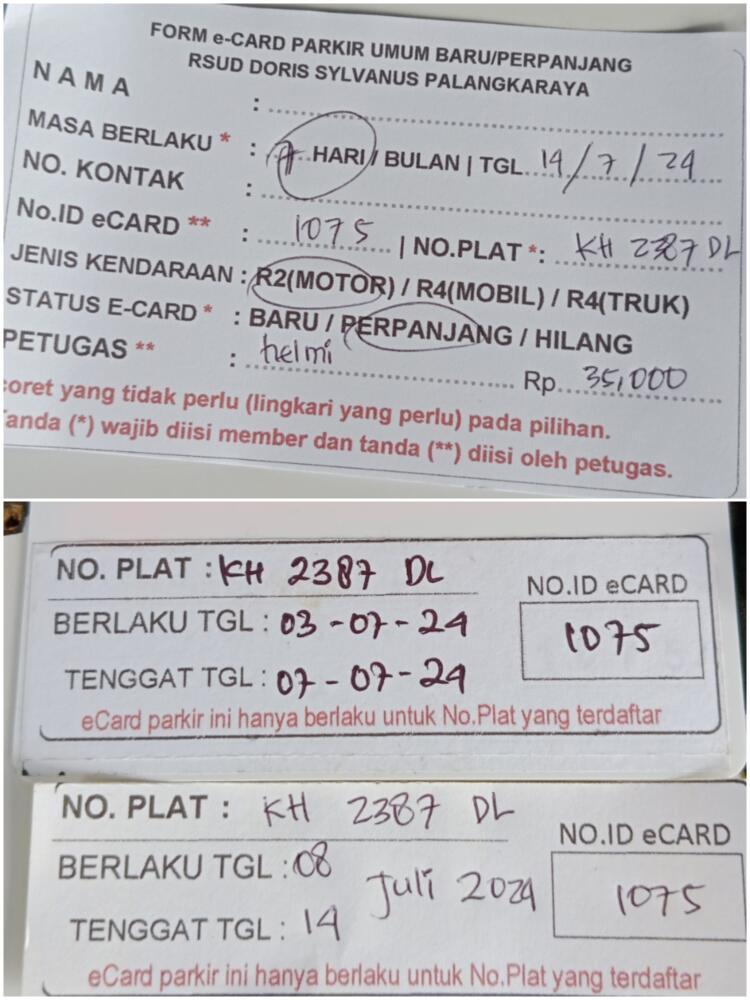 FORM e-CARD PARKIR UMUM BARU/PERPANJANG
RSUD DORIS SYLVANUS PALANGKARAYA
NAMA :
MASA BERLAKU * : 7 HARI / BULAN | TGL. 14/7/24
NO. KONTAK :
No.ID eCARD ** : 1075 | NO.PLAT *: KH 2387 DL
JENIS KENDARAAN : R2(MOTOR) / R4(MOBIL) / R4(TRUK)
STATUS E-CARD * : BARU / PERPANJANG / HILANG
PETUGAS ** : helmi Rp. 35,000
coret yang tidak perlu (lingkari yang perlu) pada pilihan.
anda (*) wajib diisi member dan tanda (**) diisi oleh petugas.
NO. PLAT : KH 2387 DL
NO.ID eCARD
BERLAKU TGL : 03-07-24
1075
TENGGAT TGL : 07-07-24
eCard parkir ini hanya berlaku untuk No.Plat yang terdaftar
NO. PLAT : KH 2387 DL
NO.ID eCARD
BERLAKU TGL : 08
Juli 2024
1075
TENGGAT TGL : 14
eCard parkir ini hanya berlaku untuk No.Plat yang terdaftar